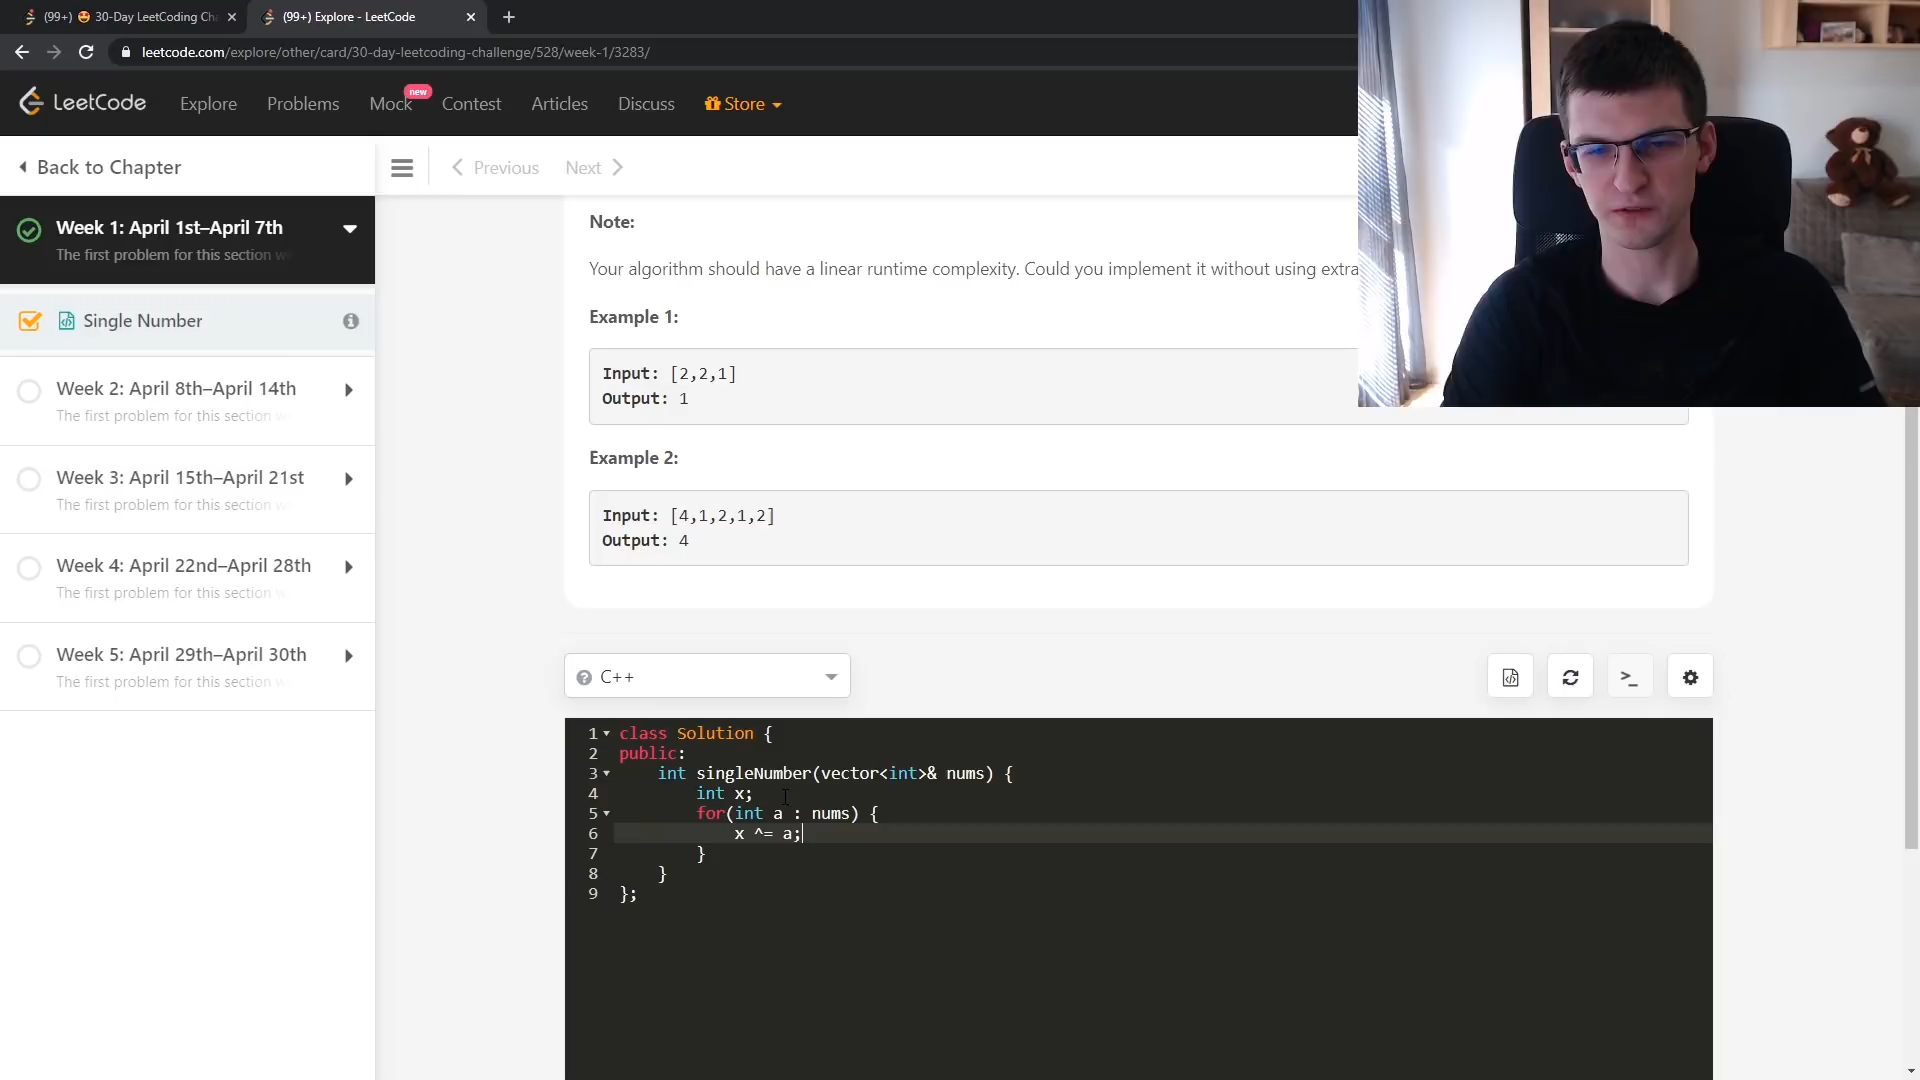 (99+) 😍 30-Day LeetCoding Cha
(99+) Explore - LeetCode
leetcode.com/explore/other/card/30-day-leetcoding-challenge/528/week-1/3283/
LeetCode
Explore
Problems
Mock
new
Contest
Articles
Discuss
Store
Back to Chapter
Previous
Next
Week 1: April 1st–April 7th
The first problem for this section w
Single Number
Week 2: April 8th–April 14th
The first problem for this section w
Week 3: April 15th–April 21st
The first problem for this section w
Week 4: April 22nd–April 28th
The first problem for this section w
Week 5: April 29th–April 30th
The first problem for this section w
Note:
Your algorithm should have a linear runtime complexity. Could you implement it without using extra
Example 1:
Input: [2,2,1]
Output: 1
Example 2:
Input: [4,1,2,1,2]
Output: 4
C++
>_
1 class Solution {
2 public:
3     int singleNumber(vector<int>& nums) {
4         int x;
5         for(int a : nums) {
6             x ^= a;
7         }
8     }
9 };